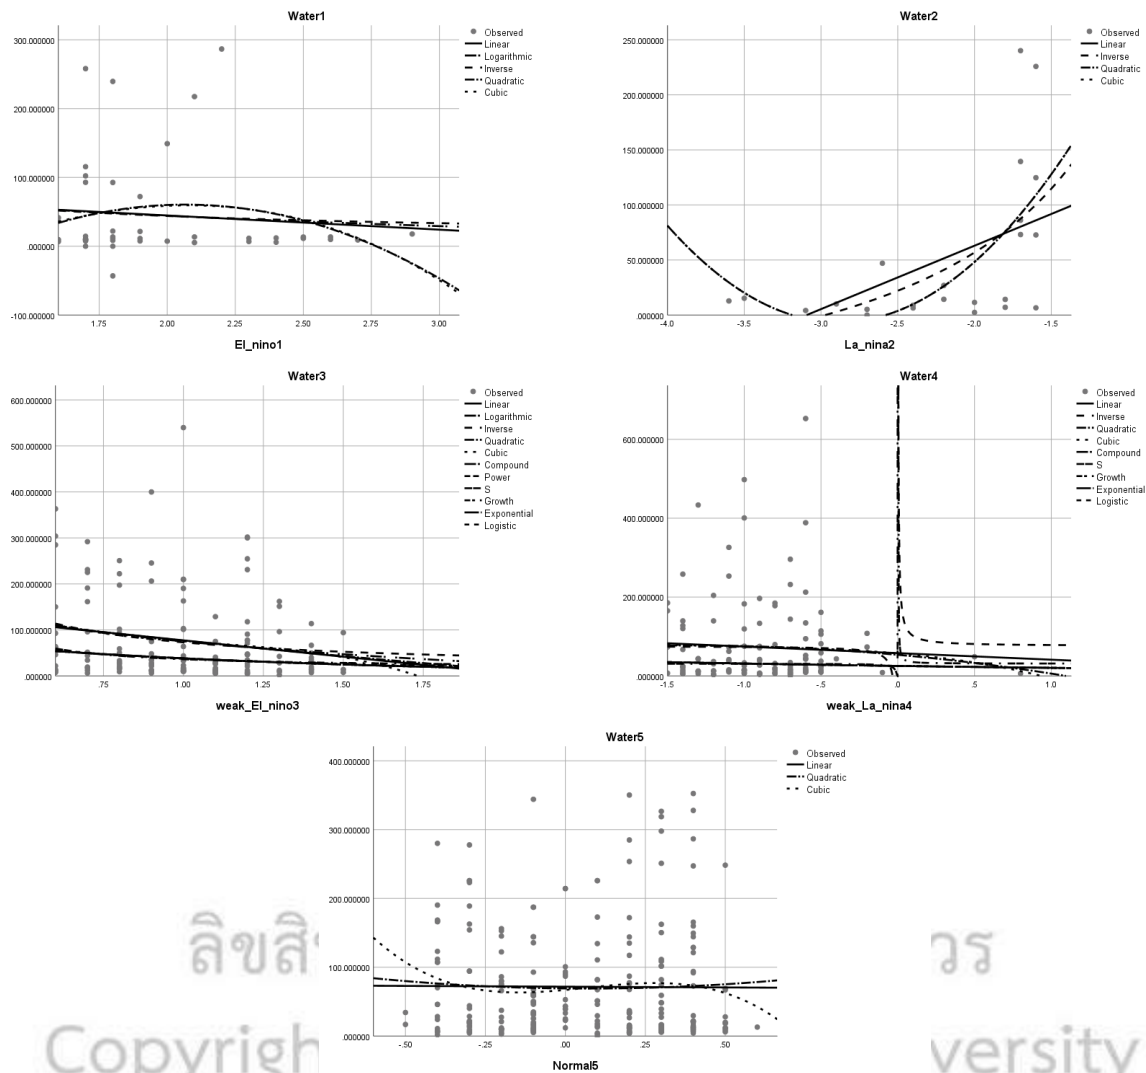 Water1
300.000000
200.000000
100.000000
.000000
-100.000000
1.75
2.00
2.25
2.50
2.75
3.00
El_nino1
Observed
Linear
Logarithmic
Inverse
Quadratic
Cubic
Water2
250.000000
200.000000
150.000000
100.000000
50.000000
.000000
-4.0
-3.5
-3.0
-2.5
-2.0
-1.5
La_nina2
Observed
Linear
Inverse
Quadratic
Cubic
Water3
600.000000
500.000000
400.000000
300.000000
200.000000
100.000000
.000000
.75
1.00
1.25
1.50
1.75
weak_El_nino3
Observed
Linear
Logarithmic
Inverse
Quadratic
Cubic
Compound
Power
S
Growth
Exponential
Logistic
Water4
600.000000
400.000000
200.000000
.000000
-1.5
-1.0
-.5
.0
.5
1.0
weak_La_nina4
Observed
Linear
Inverse
Quadratic
Cubic
Compound
S
Growth
Exponential
Logistic
Water5
400.000000
300.000000
200.000000
100.000000
.000000
-.50
-.25
.00
.25
.50
Normal5
Observed
Linear
Quadratic
Cubic